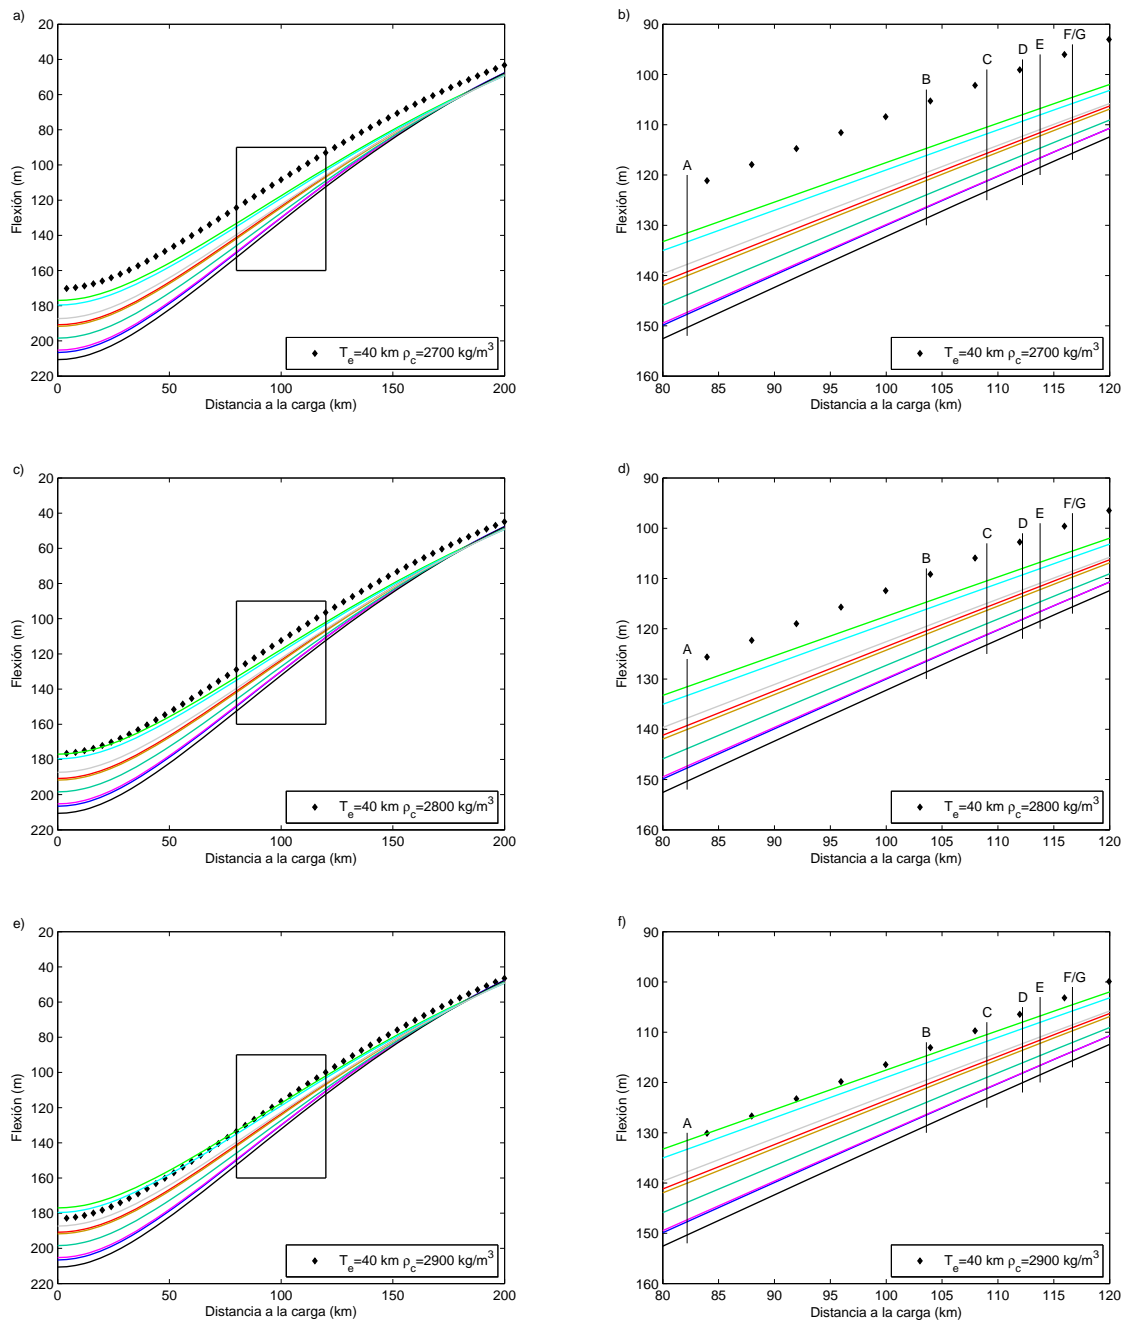 a)
20
40
60
80
100
120
140
160
180
200
220
0
50
100
150
200
Flexión (m)
Distancia a la carga (km)
T_e=40 km ρ_c=2700 kg/m^3
b)
90
100
110
120
130
140
150
160
80
85
90
95
100
105
110
115
120
Flexión (m)
Distancia a la carga (km)
A
B
C
D
E
F/G
T_e=40 km ρ_c=2700 kg/m^3
c)
20
40
60
80
100
120
140
160
180
200
220
0
50
100
150
200
Flexión (m)
Distancia a la carga (km)
T_e=40 km ρ_c=2800 kg/m^3
d)
90
100
110
120
130
140
150
160
80
85
90
95
100
105
110
115
120
Flexión (m)
Distancia a la carga (km)
A
B
C
D
E
F/G
T_e=40 km ρ_c=2800 kg/m^3
e)
20
40
60
80
100
120
140
160
180
200
220
0
50
100
150
200
Flexión (m)
Distancia a la carga (km)
T_e=40 km ρ_c=2900 kg/m^3
f)
90
100
110
120
130
140
150
160
80
85
90
95
100
105
110
115
120
Flexión (m)
Distancia a la carga (km)
A
B
C
D
E
F/G
T_e=40 km ρ_c=2900 kg/m^3